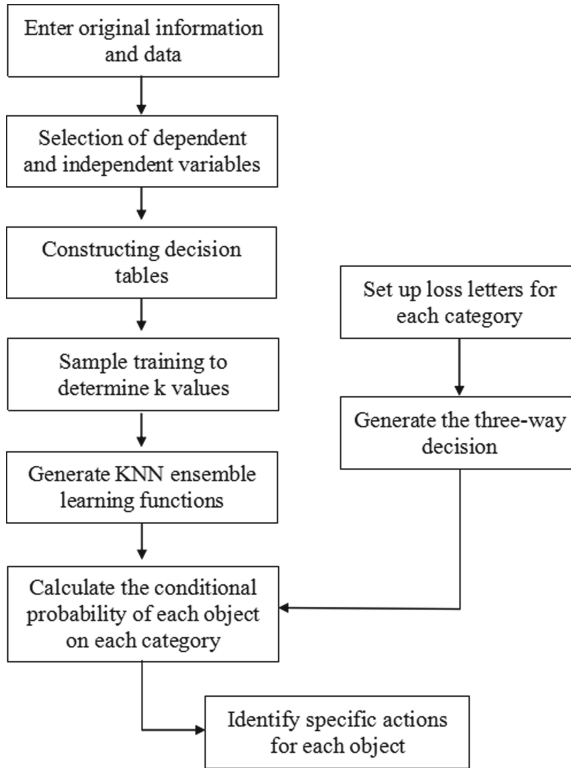 Enter original information
and data
Selection of dependent
and independent variables
Constructing decision
tables
Sample training to
determine k values
Generate KNN ensemble
learning functions
Calculate the conditional
probability of each object
on each category
Set up loss letters for
each category
Generate the three-way
decision
Identify specific actions
for each object